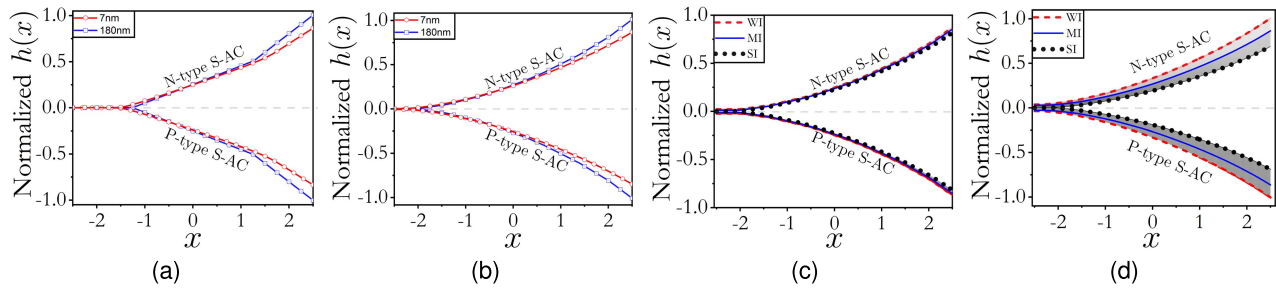 Normalized h(x)
1.0
0.5
0.0
-0.5
-1.0
7nm
180nm
N-type S-AC
P-type S-AC
-2 -1 0 1 2
x
(a)
Normalized h(x)
1.0
0.5
0.0
-0.5
-1.0
7nm
180nm
N-type S-AC
P-type S-AC
-2 -1 0 1 2
x
(b)
Normalized h(x)
1.0
0.5
0.0
-0.5
-1.0
WI
MI
SI
N-type S-AC
P-type S-AC
-2 -1 0 1 2
x
(c)
Normalized h(x)
1.0
0.5
0.0
-0.5
-1.0
WI
MI
SI
N-type S-AC
P-type S-AC
-2 -1 0 1 2
x
(d)